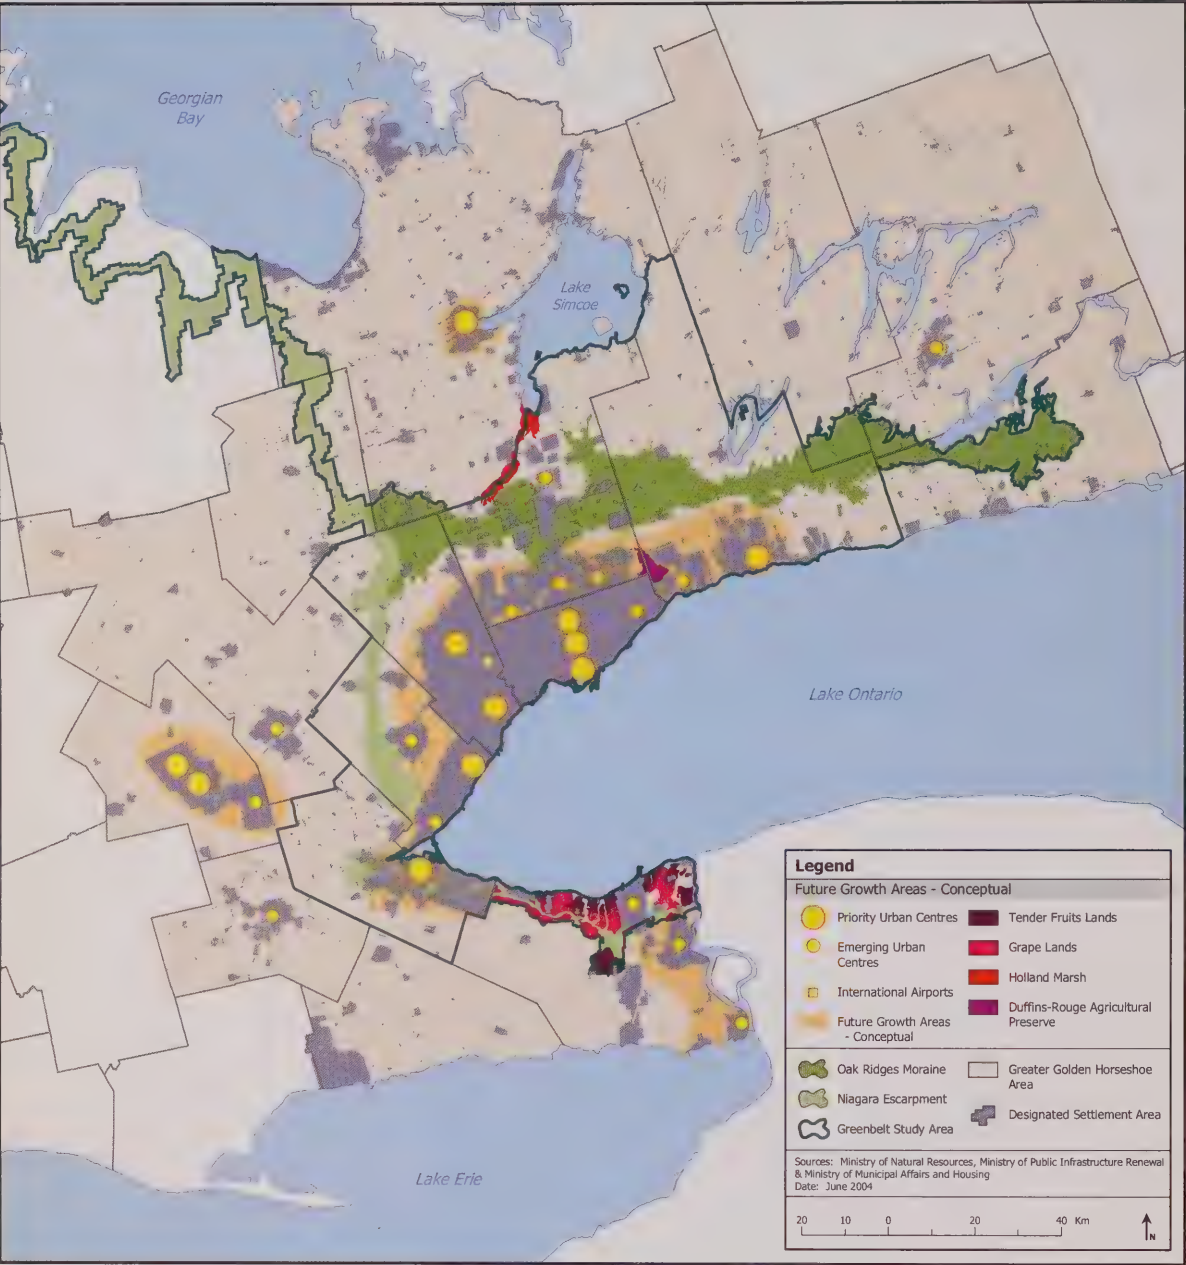 Georgian
Bay
Lake
Simcoe
Lake Ontario
Lake Erie
Legend
Future Growth Areas - Conceptual
Priority Urban Centres
Emerging Urban
Centres
International Airports
Future Growth Areas
- Conceptual
Tender Fruits Lands
Grape Lands
Holland Marsh
Duffins-Rouge Agricultural
Preserve
Oak Ridges Moraine
Niagara Escarpment
Greenbelt Study Area
Greater Golden Horseshoe
Area
Designated Settlement Area
Sources: Ministry of Natural Resources, Ministry of Public Infrastructure Renewal
& Ministry of Municipal Affairs and Housing
Date: June 2004
20 10 0 20 40 Km
N